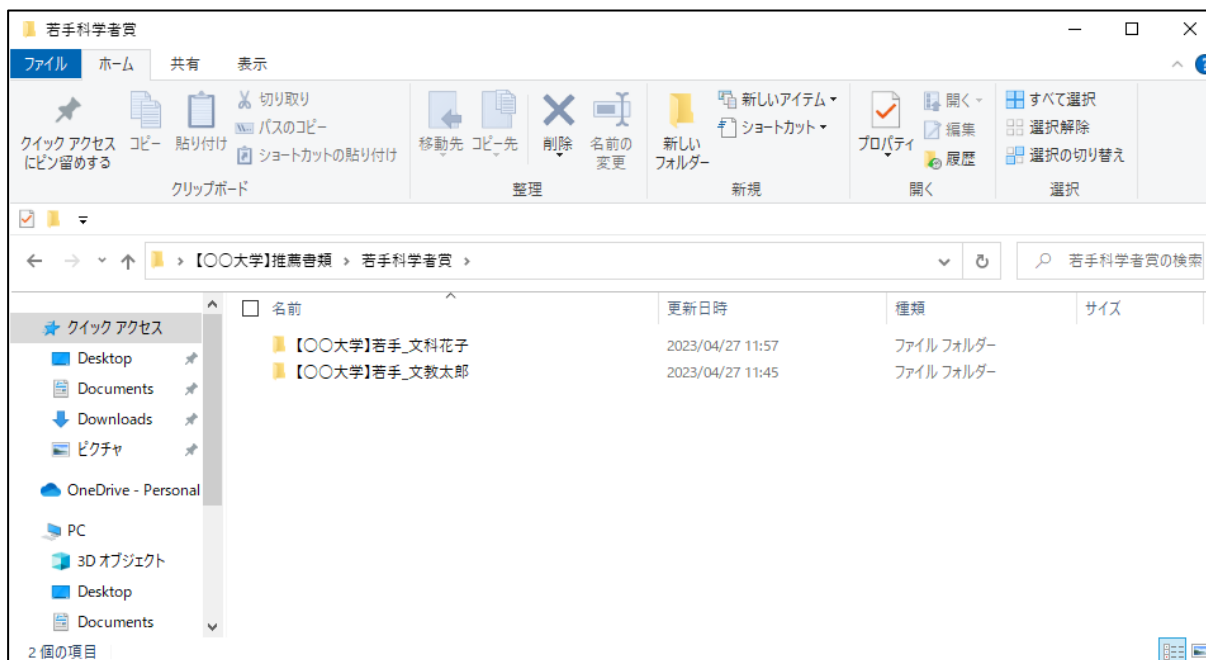 若手科学者賞
ファイル ホーム 共有 表示
クイック アクセス
にピン留めする
コピー
貼り付け
切り取り
パスのコピー
ショートカットの貼り付け
クリップボード
移動先
コピー先
削除
名前の
変更
整理
新しい
フォルダー
新しいアイテム
ショートカット
新規
プロパティ
開く
編集
履歴
開く
すべて選択
選択解除
選択の切り替え
選択
【○○大学】推薦書類 › 若手科学者賞 ›
若手科学者賞の検索
クイック アクセス
Desktop
Documents
Downloads
ピクチャ
OneDrive - Personal
PC
3D オブジェクト
Desktop
Documents
名前 更新日時 種類 サイズ
【○○大学】若手_文科花子 2023/04/27 11:57 ファイル フォルダー
【○○大学】若手_文教太郎 2023/04/27 11:45 ファイル フォルダー
2 個の項目